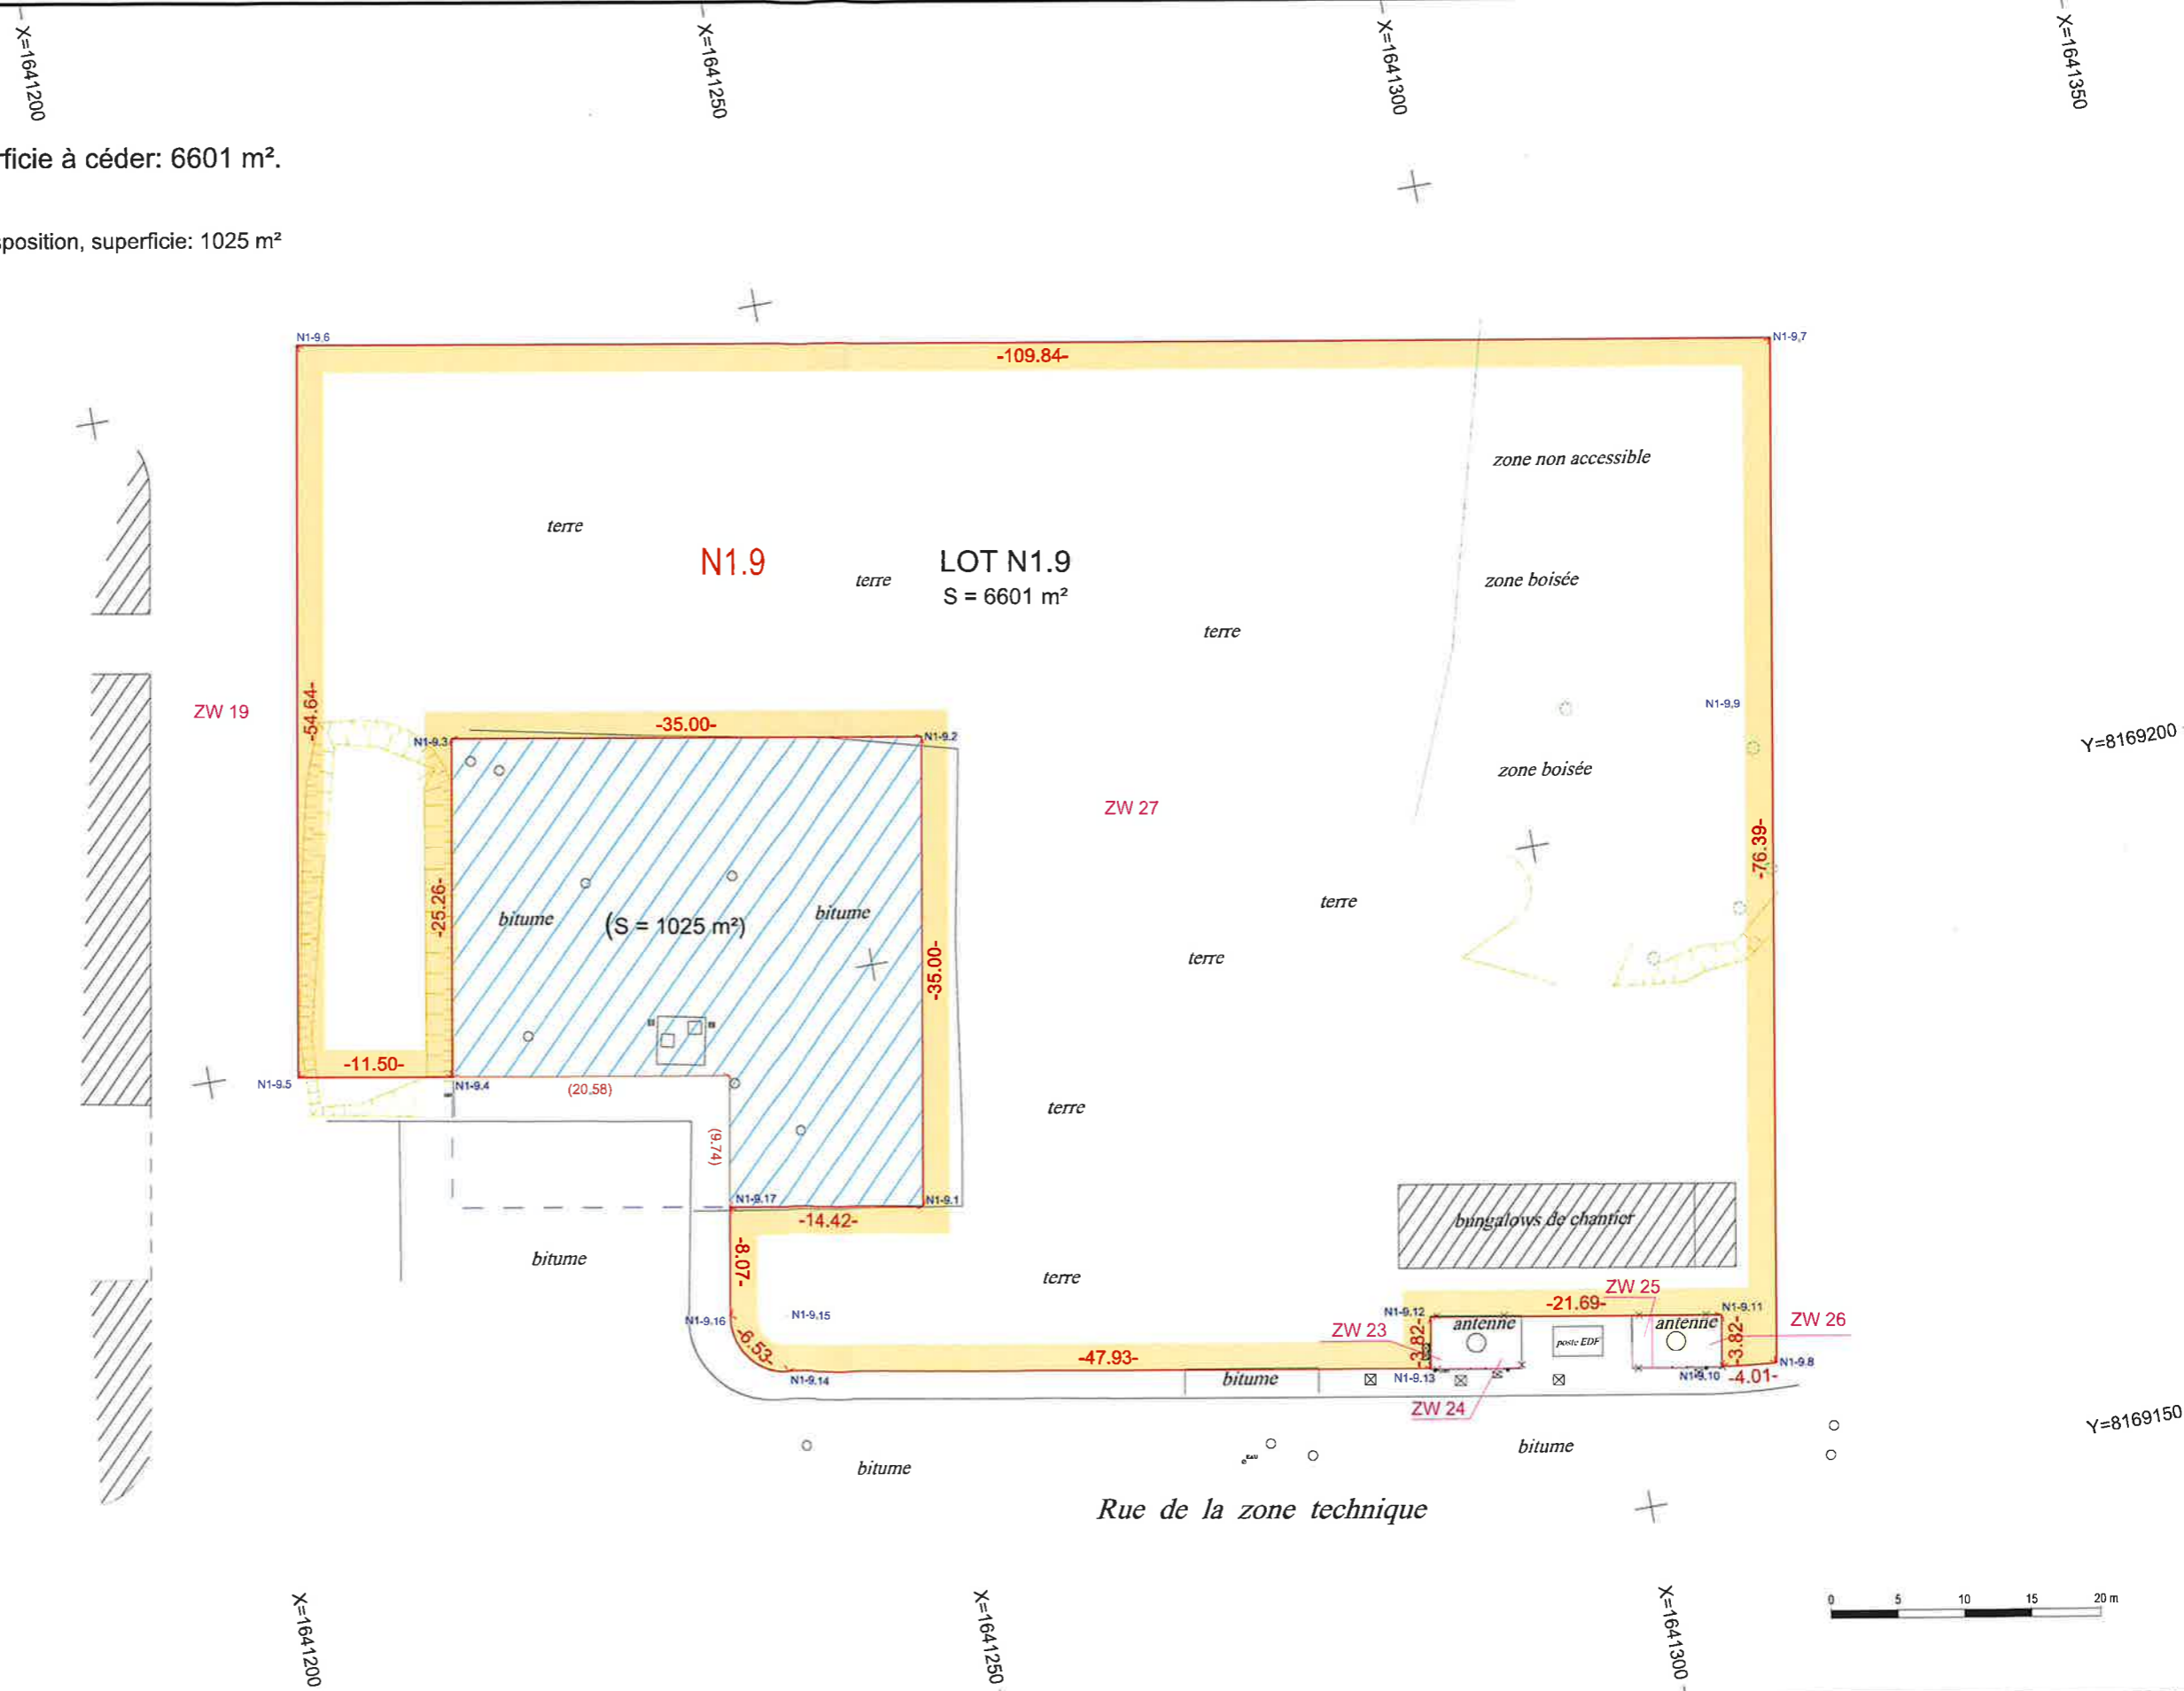 X=1641200
X=1641250
X=1641300
X=1641350
rficie à céder: 6601 m².
position, superficie: 1025 m²
N1-9.6
-109.84-
N1-9.7
zone non accessible
terre
N1.9
LOT N1.9
terre
zone boisée
S = 6601 m²
terre
-54.64-
ZW 19
N1-9.9
-35.00-
N1-9.3
N1-9.2
Y=8169200
zone boisée
ZW 27
-76.39-
-25.26-
bitume
(S = 1025 m²)
bitume
terre
-35.00-
terre
-11.50-
N1-9.5
N1-9.4
(20.58)
terre
(9.74)
N1-9.17
N1-9.1
-14.42-
bungalows de chantier
-8.07-
bitume
terre
ZW 25
-21.69-
N1-9.12
N1-9.11
N1-9.15
N1-9.16
ZW 23
antenne
antenne
ZW 26
-3.82-
poste EDF
-3.82-
-6.53-
-47.93-
N1-9.8
N1-9.14
bitume
N1-9.13
N1-9.10
-4.01-
ZW 24
Y=8169150
bitume
EAU
bitume
Rue de la zone technique
0 5 10 15 20 m
X=1641200
X=1641250
X=1641300